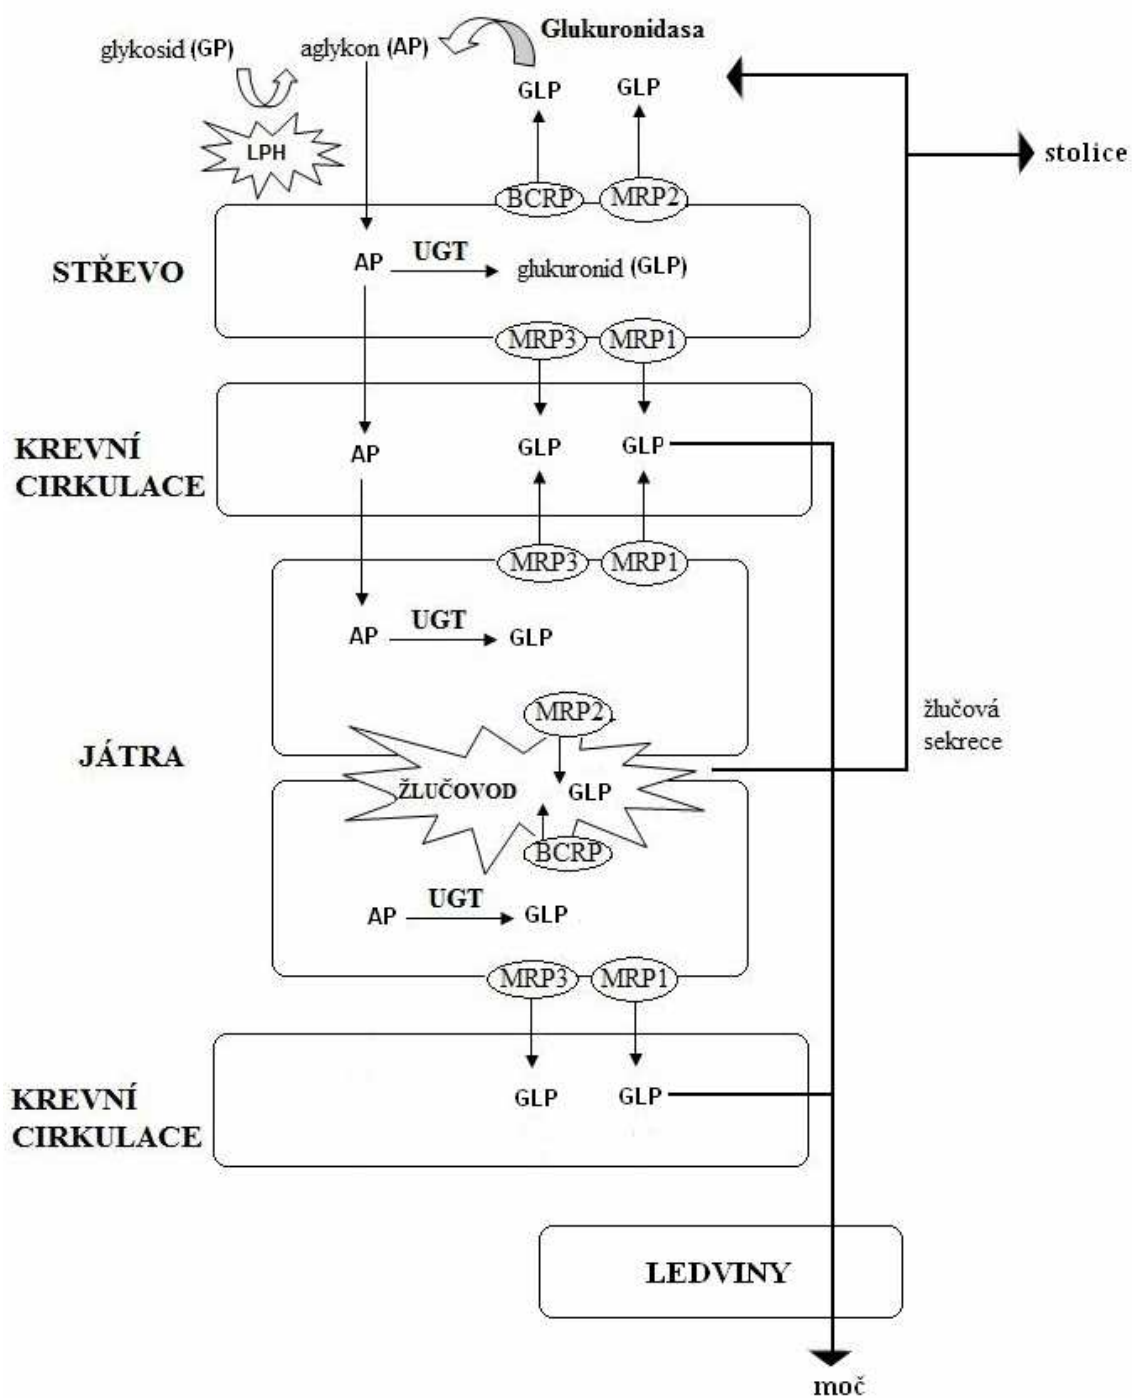 Glukuronidasa
glykosid (GP)
aglykon (AP)
GLP
GLP
LPH
stolice
BCRP
MRP2
STŘEVO
AP
UGT
glukuronid (GLP)
MRP3
MRP1
KREVNÍ
CIRKULACE
AP
GLP
GLP
MRP3
MRP1
AP
UGT
GLP
MRP2
žlučová
sekrece
JÁTRA
ŽLUČOVOD
GLP
BCRP
AP
UGT
GLP
MRP3
MRP1
KREVNÍ
CIRKULACE
GLP
GLP
LEDVINY
moč